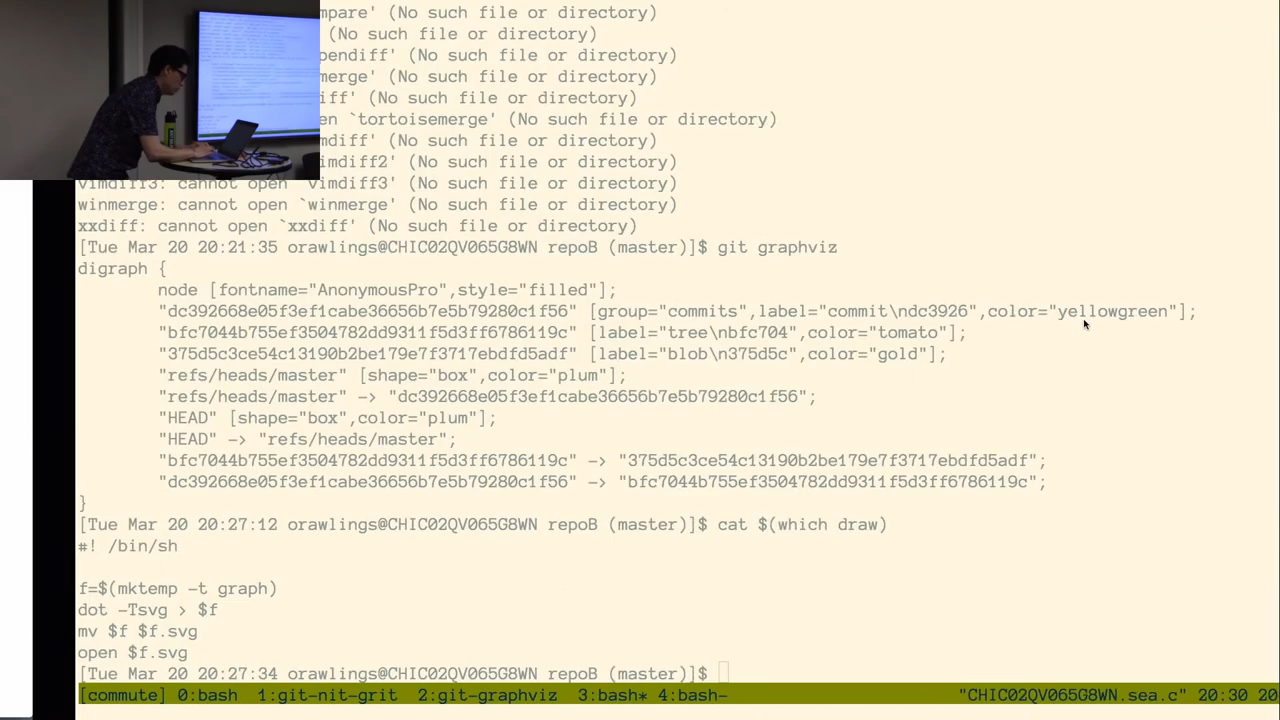 mpare' (No such file or directory)
(No such file or directory)
pendiff' (No such file or directory)
merge' (No such file or directory)
iff' (No such file or directory)
en `tortoisemerge' (No such file or directory)
mdiff' (No such file or directory)
imdiff2' (No such file or directory)
vimdiff3: cannot open `vimdiff3' (No such file or directory)
winmerge: cannot open `winmerge' (No such file or directory)
xxdiff: cannot open `xxdiff' (No such file or directory)
[Tue Mar 20 20:21:35 orawlings@CHIC02QV065G8WN repoB (master)]$ git graphviz
digraph {
node [fontname="AnonymousPro",style="filled"];
"dc392668e05f3ef1cabe36656b7e5b79280c1f56" [group="commits",label="commit\ndc3926",color="yellowgreen"];
"bfc7044b755ef3504782dd9311f5d3ff6786119c" [label="tree\nbfc704",color="tomato"];
"375d5c3ce54c13190b2be179e7f3717ebdfd5adf" [label="blob\n375d5c",color="gold"];
"refs/heads/master" [shape="box",color="plum"];
"refs/heads/master" -> "dc392668e05f3ef1cabe36656b7e5b79280c1f56";
"HEAD" [shape="box",color="plum"];
"HEAD" -> "refs/heads/master";
"bfc7044b755ef3504782dd9311f5d3ff6786119c" -> "375d5c3ce54c13190b2be179e7f3717ebdfd5adf";
"dc392668e05f3ef1cabe36656b7e5b79280c1f56" -> "bfc7044b755ef3504782dd9311f5d3ff6786119c";
}
[Tue Mar 20 20:27:12 orawlings@CHIC02QV065G8WN repoB (master)]$ cat $(which draw)
#! /bin/sh
f=$(mktemp -t graph)
dot -Tsvg > $f
mv $f $f.svg
open $f.svg
[Tue Mar 20 20:27:34 orawlings@CHIC02QV065G8WN repoB (master)]$
[commute] 0:bash 1:git-nit-grit 2:git-graphviz 3:bash* 4:bash- "CHIC02QV065G8WN.sea.c" 20:30 20